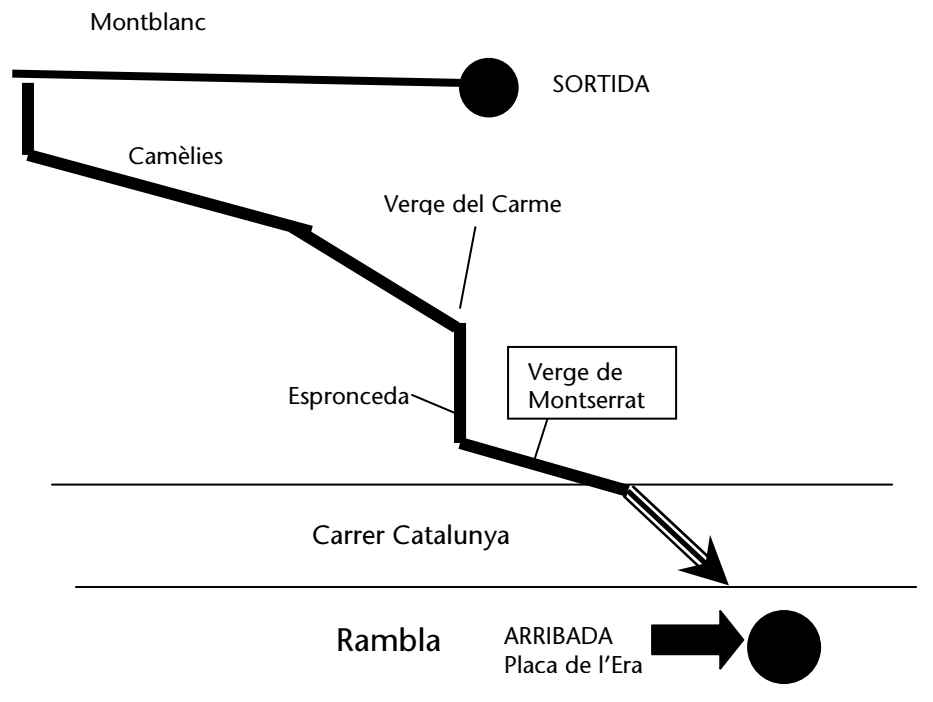 Montblanc
SORTIDA
Camèlies
Verge del Carme
Verge de
Montserrat
Espronceda
Carrer Catalunya
Rambla
ARRIBADA
Placa de l'Era